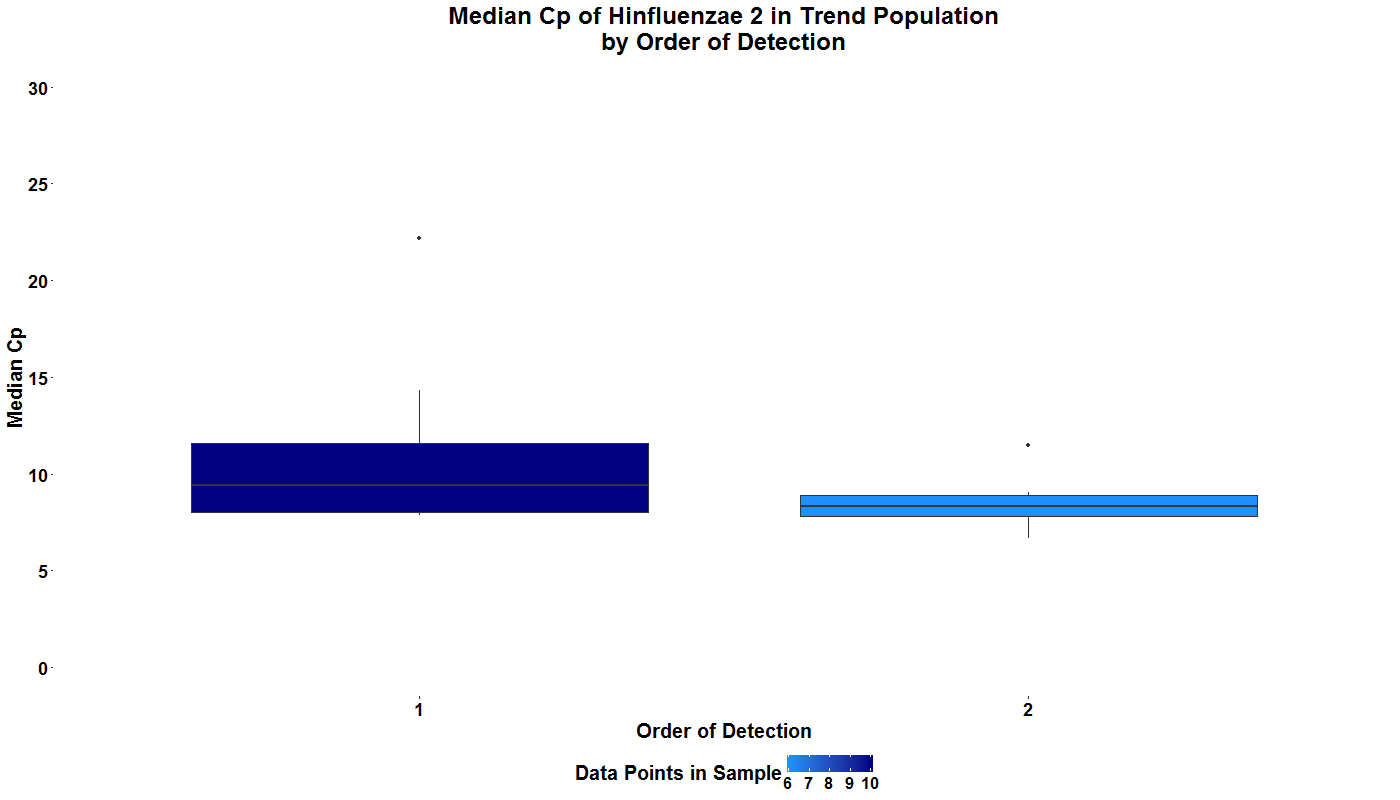 Median Cp of Hinfluenzae 2 in Trend Population
by Order of Detection
30
25
20
15
10
5
0
Median Cp
1 2
Order of Detection
Data Points in Sample
6 7 8 9 10